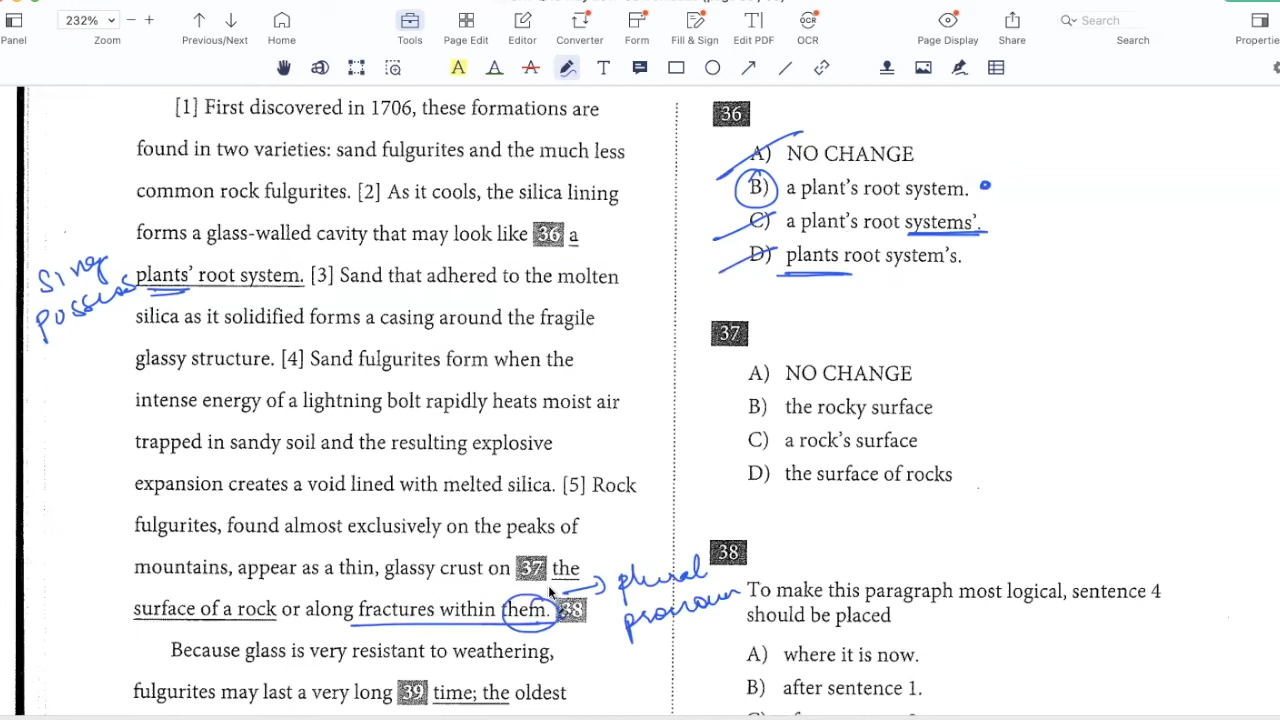 232%
Panel
Zoom
Previous/Next
Home
Tools
Page Edit
Editor
Converter
Form
Fill & Sign
Edit PDF
OCR
OCR
Page Display
Share
Search
Search
Properti
[1] First discovered in 1706, these formations are
found in two varieties: sand fulgurites and the much less
common rock fulgurites. [2] As it cools, the silica lining
forms a glass-walled cavity that may look like 36 a
plants' root system. [3] Sand that adhered to the molten
silica as it solidified forms a casing around the fragile
glassy structure. [4] Sand fulgurites form when the
intense energy of a lightning bolt rapidly heats moist air
trapped in sandy soil and the resulting explosive
expansion creates a void lined with melted silica. [5] Rock
fulgurites, found almost exclusively on the peaks of
mountains, appear as a thin, glassy crust on 37 the
surface of a rock or along fractures within them. 38
Because glass is very resistant to weathering,
fulgurites may last a very long 39 time; the oldest
Sing
possess
plural
pronoun
36
A) NO CHANGE
B) a plant's root system.
C) a plant's root systems'.
D) plants root system's.
37
A) NO CHANGE
B) the rocky surface
C) a rock's surface
D) the surface of rocks
38
To make this paragraph most logical, sentence 4
should be placed
A) where it is now.
B) after sentence 1.